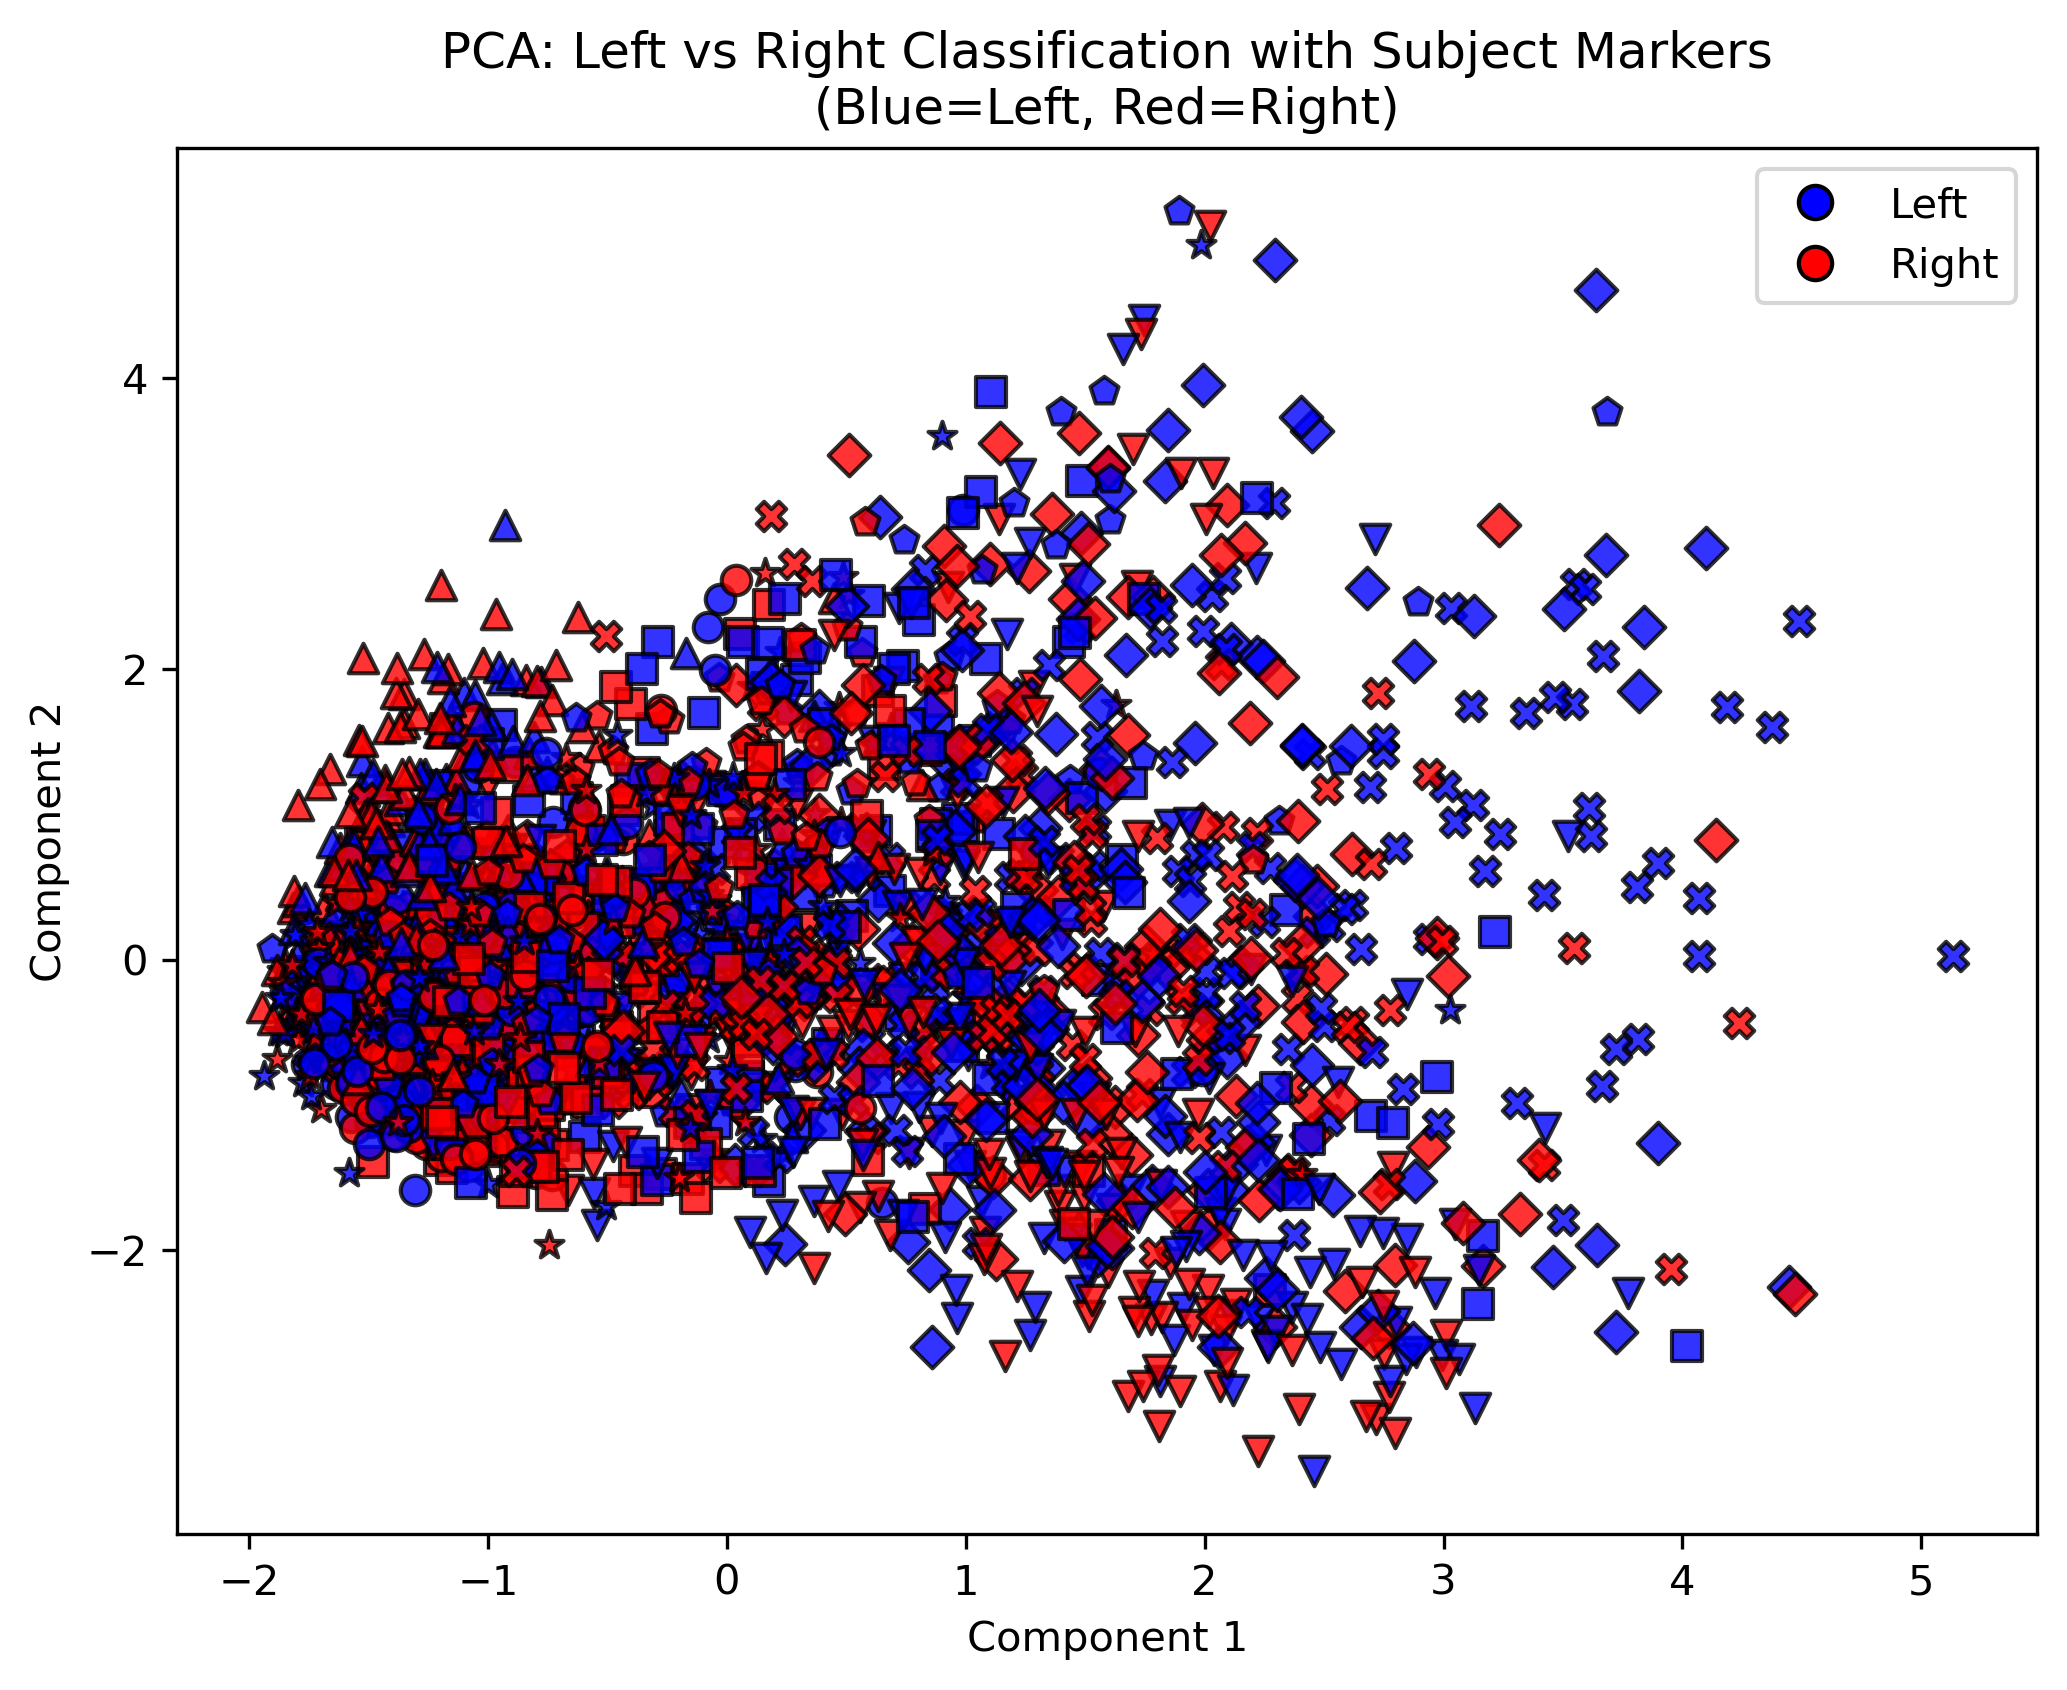 PCA: Left vs Right Classification with Subject Markers
(Blue=Left, Red=Right)
Left
Right
4
2
0
−2
Component 2
−2
−1
0
1
2
3
4
5
Component 1